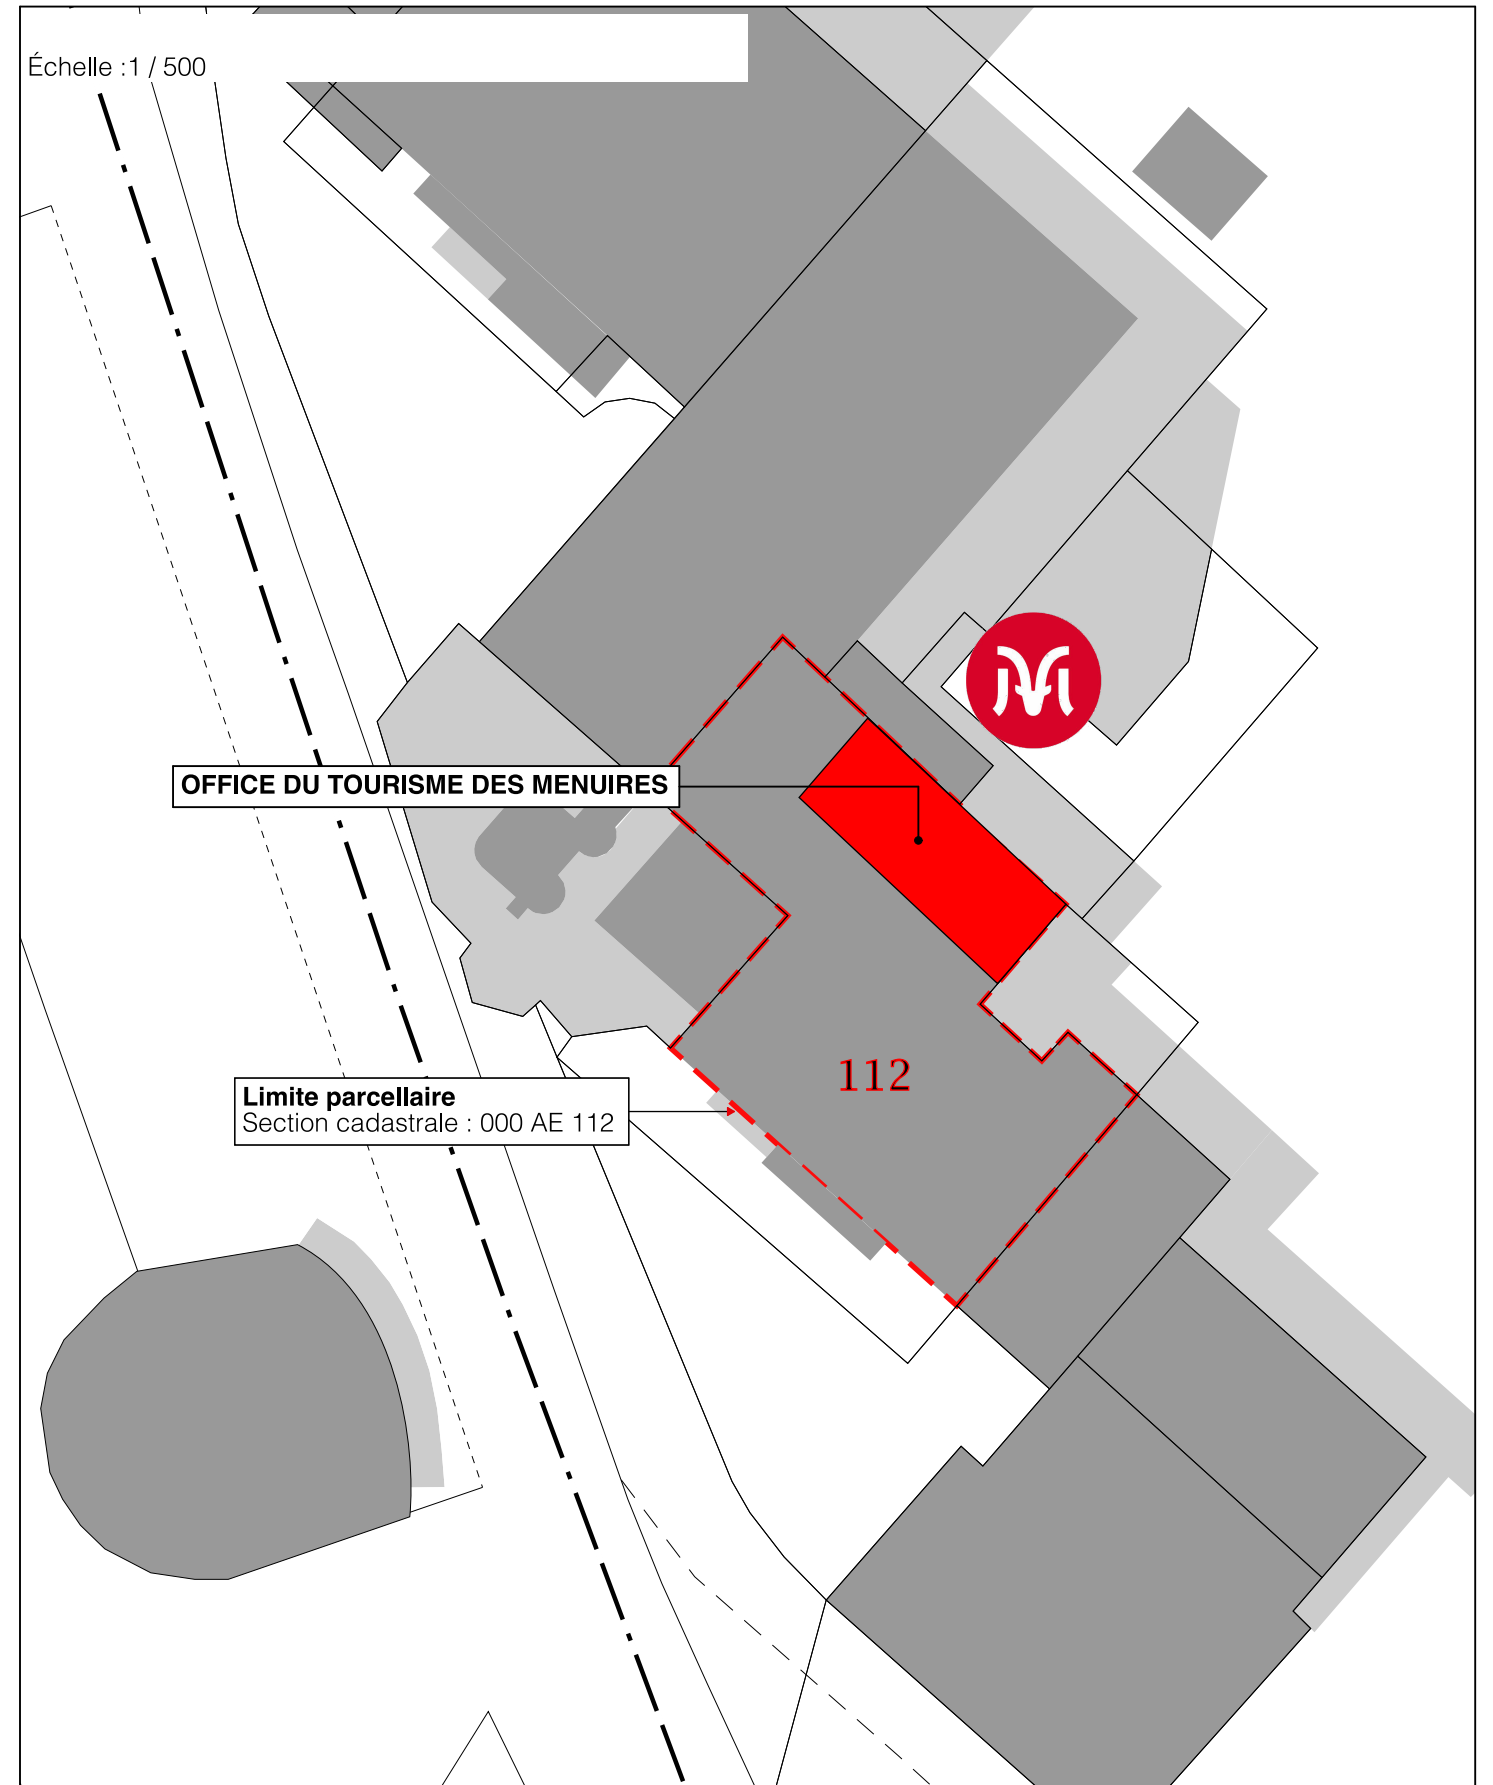 Échelle :1 / 500
OFFICE DU TOURISME DES MENUIRES
112
Limite parcellaire
Section cadastrale : 000 AE 112